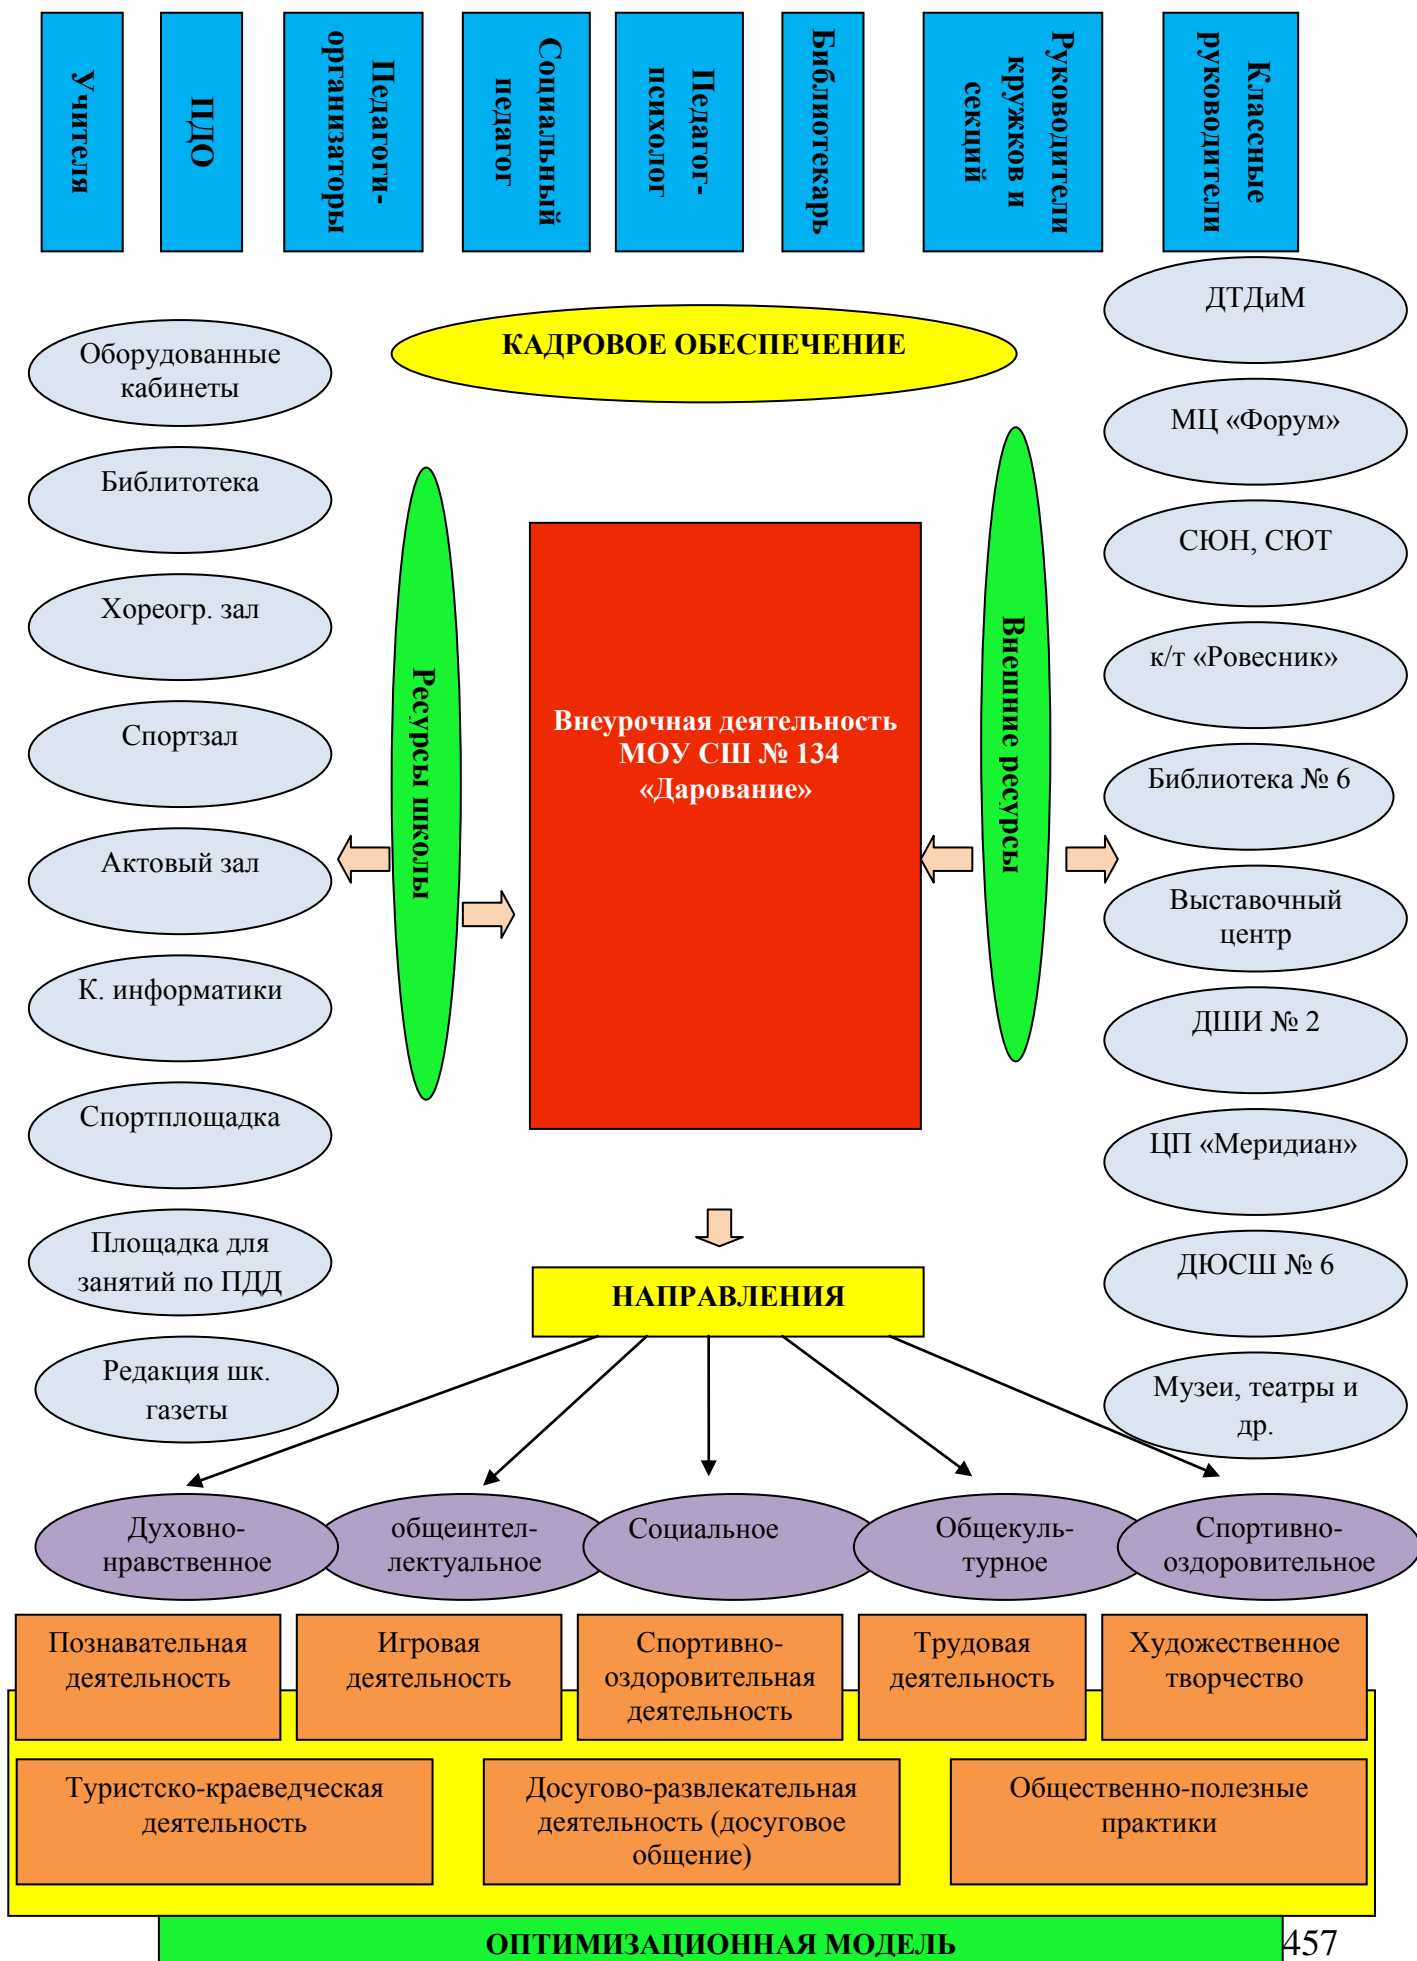 Учителя
ПДО
Педагоги-
организаторы
Социальный
педагог
Педагог-
психолог
Библиотекарь
Руководители
кружков и
секций
Классные
руководители
КАДРОВОЕ ОБЕСПЕЧЕНИЕ
Оборудованные
кабинеты
Библитотека
Хореогр. зал
Спортзал
Актовый зал
К. информатики
Спортплощадка
Площадка для
занятий по ПДД
Редакция шк.
газеты
Ресурсы школы
Внеурочная деятельность
МОУ СШ № 134
«Дарование»
Внешние ресурсы
ДТДиМ
МЦ «Форум»
СЮН, СЮТ
к/т «Ровесник»
Библиотека № 6
Выставочный
центр
ДШИ № 2
ЦП «Меридиан»
ДЮСШ № 6
Музеи, театры и
др.
НАПРАВЛЕНИЯ
Духовно-
нравственное
общеинтел-
лектуальное
Социальное
Общекуль-
турное
Спортивно-
оздоровительное
Познавательная
деятельность
Игровая
деятельность
Спортивно-
оздоровительная
деятельность
Трудовая
деятельность
Художественное
творчество
Туристско-краеведческая
деятельность
Досугово-развлекательная
деятельность (досуговое
общение)
Общественно-полезные
практики
ОПТИМИЗАЦИОННАЯ МОДЕЛЬ
457